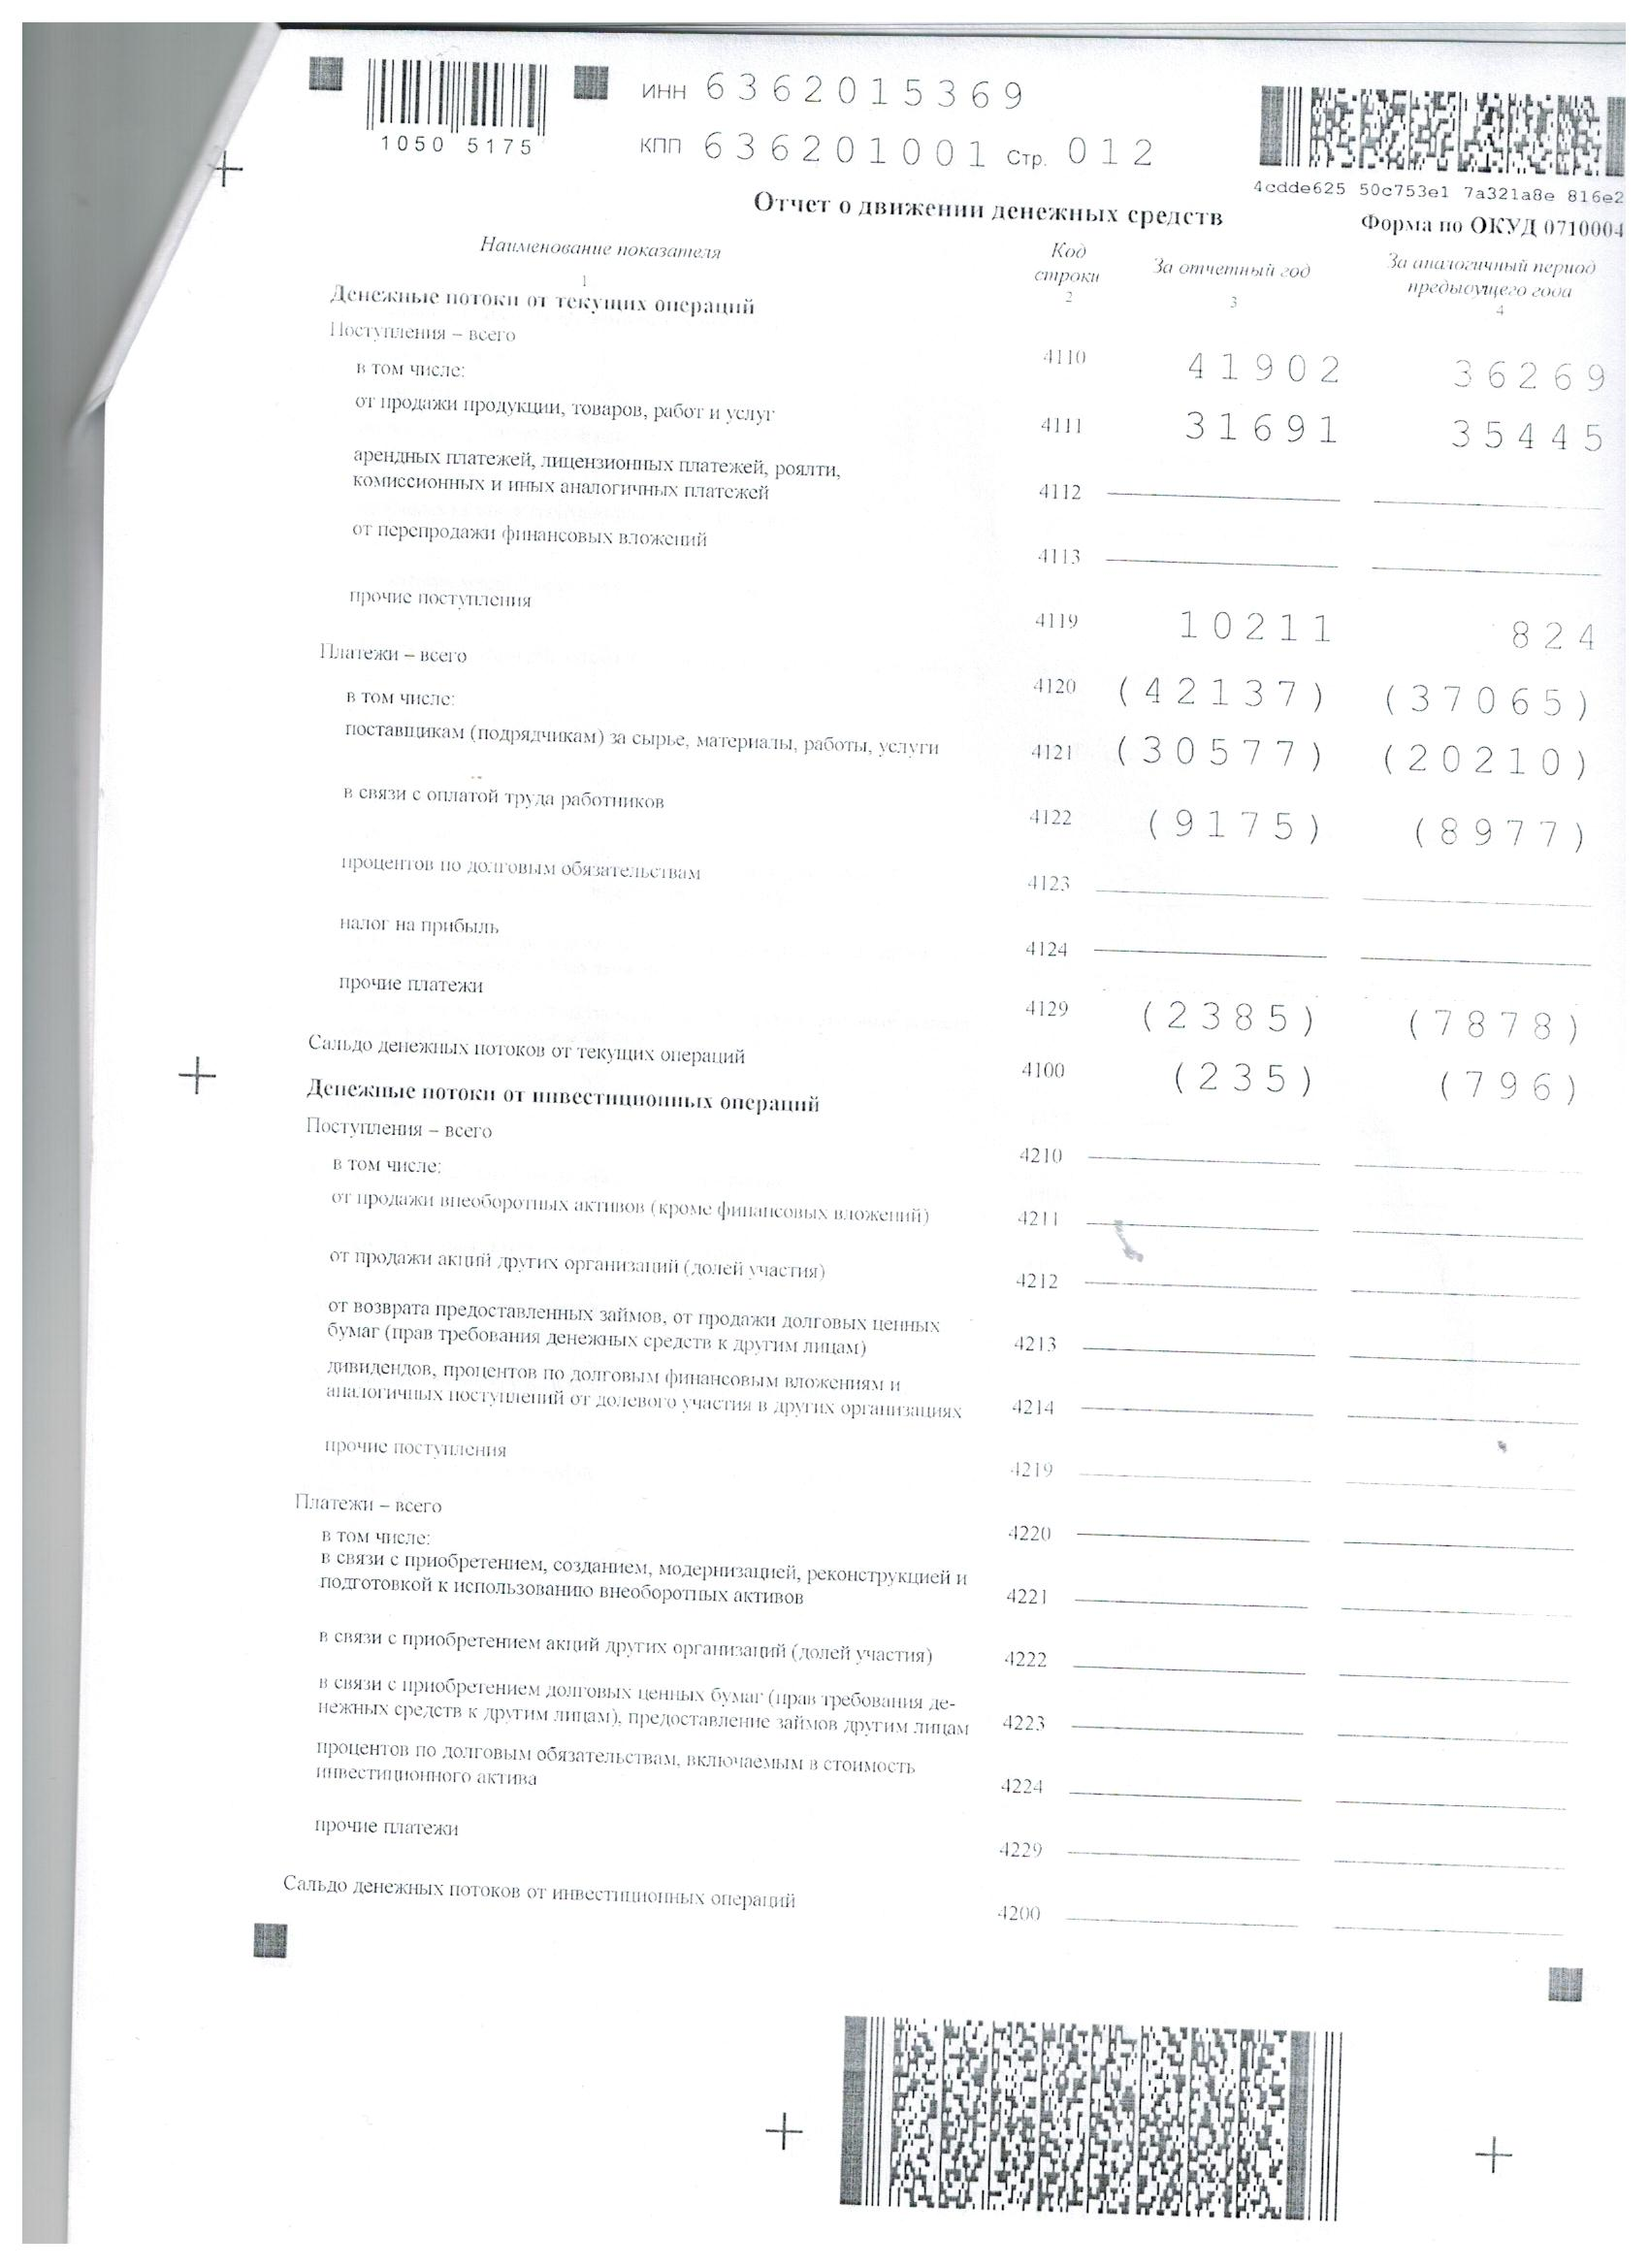 ИНН 6362015369
1050 5175
КПП 636201001 Стр. 012
4cdde625 50c753e1 7a321a8e 816e2
Отчет о движении денежных средств
Форма по ОКУД 0710004
Наименование показателя
Код строки
За отчетный год
За аналогичный период предыдущего года
1 2 3 4
Денежные потоки от текущих операций
Поступления – всего 4110 41902 36269
в том числе:
от продажи продукции, товаров, работ и услуг 4111 31691 35445
арендных платежей, лицензионных платежей, роялти,
комиссионных и иных аналогичных платежей 4112
от перепродажи финансовых вложений 4113
прочие поступления 4119 10211 824
Платежи – всего 4120 (42137) (37065)
в том числе:
поставщикам (подрядчикам) за сырье, материалы, работы, услуги 4121 (30577) (20210)
в связи с оплатой труда работников 4122 (9175) (8977)
процентов по долговым обязательствам 4123
налог на прибыль 4124
прочие платежи 4129 (2385) (7878)
Сальдо денежных потоков от текущих операций 4100 (235) (796)
Денежные потоки от инвестиционных операций
Поступления – всего 4210
в том числе:
от продажи внеоборотных активов (кроме финансовых вложений) 4211
от продажи акций других организаций (долей участия) 4212
от возврата предоставленных займов, от продажи долговых ценных
бумаг (прав требования денежных средств к другим лицам) 4213
дивидендов, процентов по долговым финансовым вложениям и
аналогичных поступлений от долевого участия в других организациях 4214
прочие поступления 4219
Платежи – всего 4220
в том числе:
в связи с приобретением, созданием, модернизацией, реконструкцией и
подготовкой к использованию внеоборотных активов 4221
в связи с приобретением акций других организаций (долей участия) 4222
в связи с приобретением долговых ценных бумаг (прав требования де-
нежных средств к другим лицам), предоставление займов другим лицам 4223
процентов по долговым обязательствам, включаемым в стоимость
инвестиционного актива 4224
прочие платежи 4229
Сальдо денежных потоков от инвестиционных операций 4200